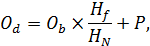 O_d = O_b × H_f / H_N + P,